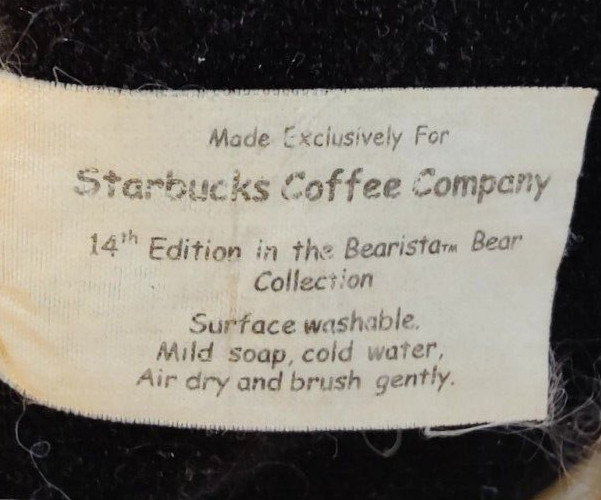 Made Exclusively For
Starbucks Coffee Company
14th Edition in the Bearista™ Bear
Collection
Surface washable.
Mild soap, cold water,
Air dry and brush gently.